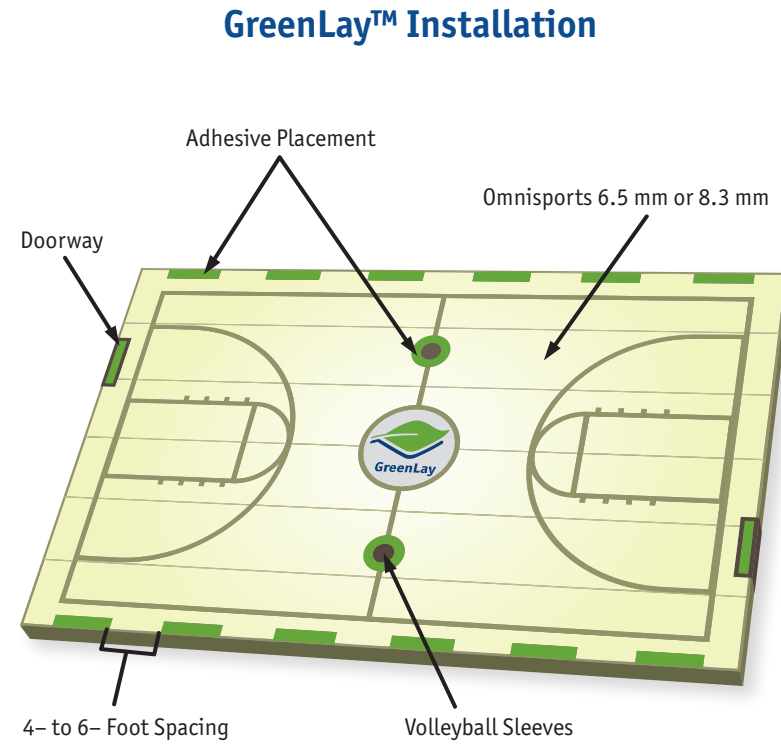 GreenLay™ Installation
Adhesive Placement
Omnisports 6.5 mm or 8.3 mm
Doorway
GreenLay
4– to 6– Foot Spacing
Volleyball Sleeves